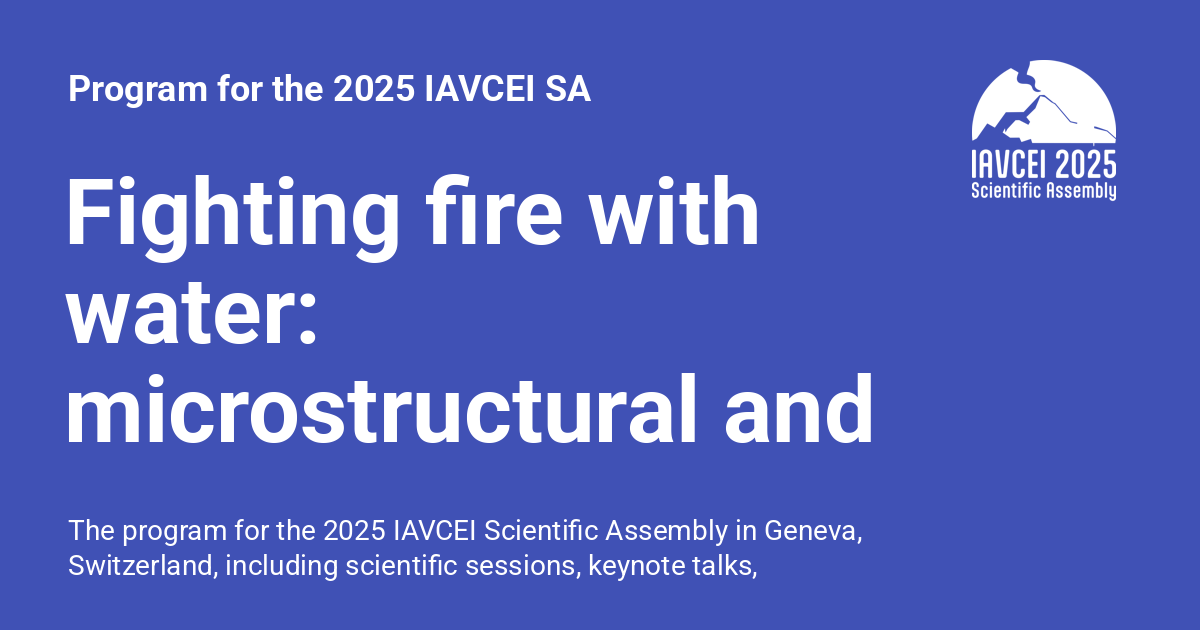 Program for the 2025 IAVCEI SA
IAVCEI 2025
Scientific Assembly
Fighting fire with
water:
microstructural and
The program for the 2025 IAVCEI Scientific Assembly in Geneva,
Switzerland, including scientific sessions, keynote talks,